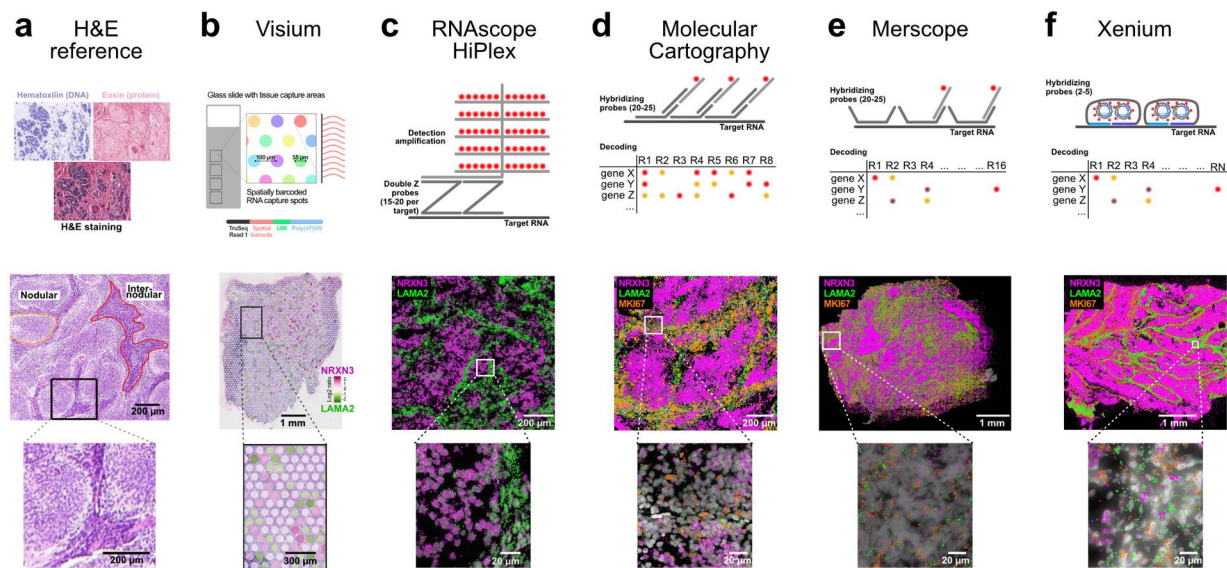 a
H&E
reference
Hematoxilin (DNA)
Eosin (protein)
H&E staining
Nodular
Inter-
nodular
200 µm
200 µm
b
Visium
Glass slide with tissue capture areas
100 µm
55 µm
Spatially barcoded
RNA capture spots
TruSeq
Read 1
Spatial
barcode
UMI
Poly(dT)VN
NRXN3
Log2 ratio
LAMA2
1 mm
300 µm
c
RNAscope
HiPlex
Detection
amplification
Double Z
probes
(15-20 per
target)
Target RNA
NRXN3
LAMA2
200 µm
20 µm
d
Molecular
Cartography
Hybridizing
probes (20-25)
Target RNA
Decoding
R1 R2 R3 R4 R5 R6 R7 R8
gene X
gene Y
gene Z
...
NRXN3
LAMA2
MKI67
200 µm
20 µm
e
Merscope
Hybridizing
probes (20-25)
Target RNA
Decoding
R1 R2 R3 R4 ... ... R16
gene X
gene Y
gene Z
...
NRXN3
LAMA2
MKI67
1 mm
20 µm
f
Xenium
Hybridizing
probes (2-5)
Target RNA
Decoding
R1 R2 R3 R4 ... ... ... RN
gene X
gene Y
gene Z
...
NRXN3
LAMA2
MKI67
1 mm
20 µm